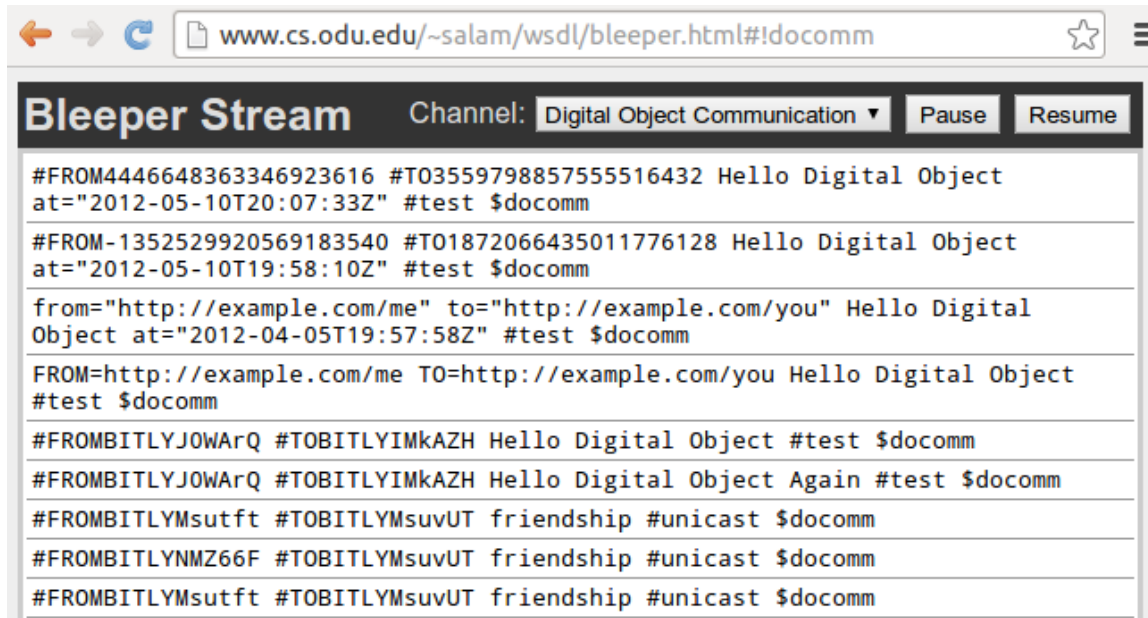 www.cs.odu.edu/~salam/wsdl/bleeper.html#!docomm
Bleeper Stream Channel: Digital Object Communication Pause Resume
#FROM4446648363346923616 #TO3559798857555516432 Hello Digital Object
at="2012-05-10T20:07:33Z" #test $docomm
#FROM-1352529920569183540 #TO1872066435011776128 Hello Digital Object
at="2012-05-10T19:58:10Z" #test $docomm
from="http://example.com/me" to="http://example.com/you" Hello Digital
Object at="2012-04-05T19:57:58Z" #test $docomm
FROM=http://example.com/me TO=http://example.com/you Hello Digital Object
#test $docomm
#FROMBITLYJ0WArQ #TOBITLYIMkAZH Hello Digital Object #test $docomm
#FROMBITLYJ0WArQ #TOBITLYIMkAZH Hello Digital Object Again #test $docomm
#FROMBITLYMsutft #TOBITLYMsuvUT friendship #unicast $docomm
#FROMBITLYNMZ66F #TOBITLYMsuvUT friendship #unicast $docomm
#FROMBITLYMsutft #TOBITLYMsuvUT friendship #unicast $docomm